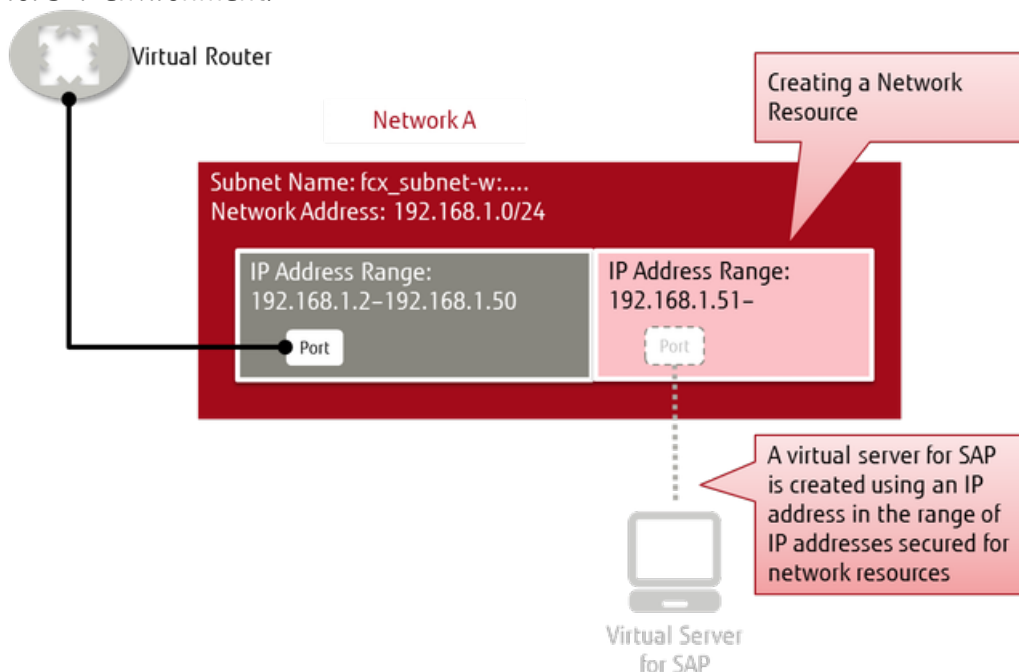 Virtual Router
Creating a Network
Resource
Network A
Subnet Name: fcx_subnet-w:....
Network Address: 192.168.1.0/24
IP Address Range:
192.168.1.2–192.168.1.50
Port
IP Address Range:
192.168.1.51–
Port
A virtual server for SAP
is created using an IP
address in the range of
IP addresses secured for
network resources
Virtual Server
for SAP